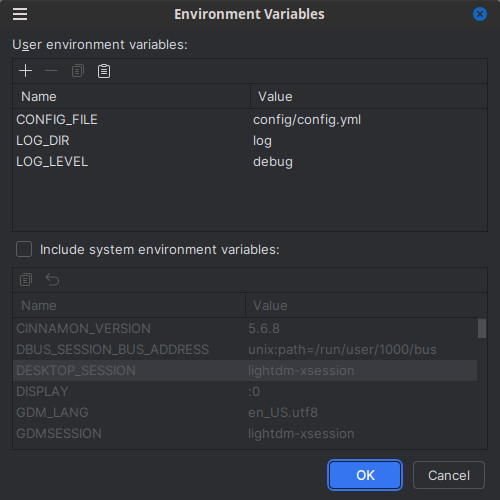 Environment Variables
User environment variables:
Name Value
CONFIG_FILE config/config.yml
LOG_DIR log
LOG_LEVEL debug
Include system environment variables:
Name Value
CINNAMON_VERSION 5.6.8
DBUS_SESSION_BUS_ADDRESS unix:path=/run/user/1000/bus
DESKTOP_SESSION lightdm-xsession
DISPLAY :0
GDM_LANG en_US.utf8
GDMSESSION lightdm-xsession
OK Cancel